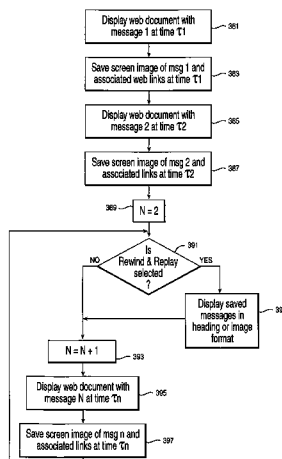 Display web document with
message 1 at time τ1
381
Save screen image of msg 1 and
associated web links at time τ1
383
Display web document with
message 2 at time τ2
385
Save screen image of msg 2 and
associated links at time τ2
387
389
N = 2
391
Is
Rewind & Replay
selected
?
NO
YES
Display saved
messages in
heading or image
format
N = N + 1
393
Display web document with
message N at time τn
395
Save screen image of msg n and
associated links at time τn
397